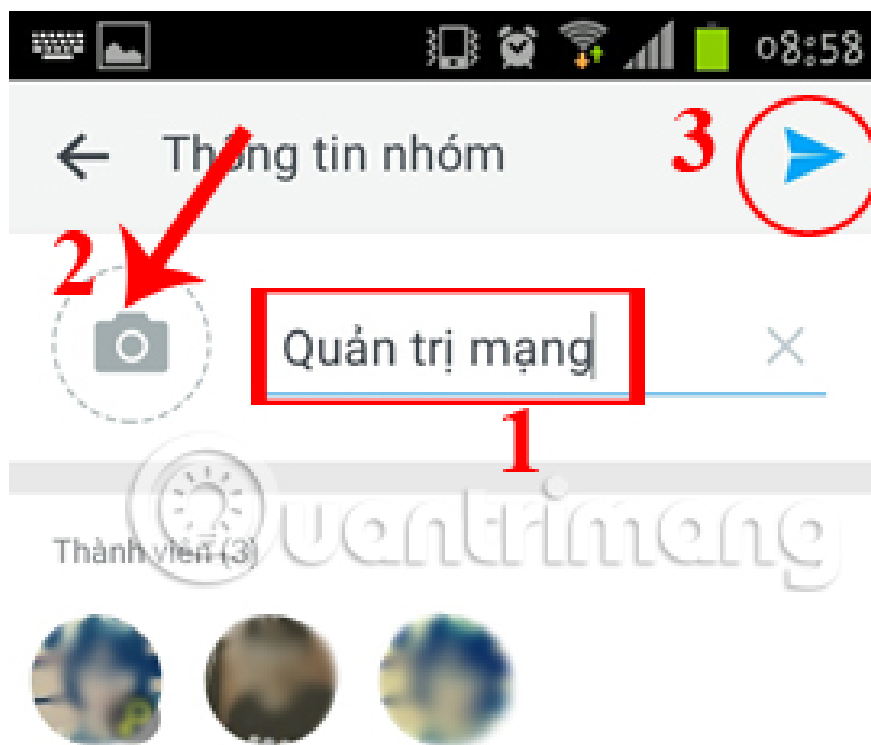 08:58
Thông tin nhóm
3
2
Quản trị mạng
1
Quantrimang
Thành viên (3)